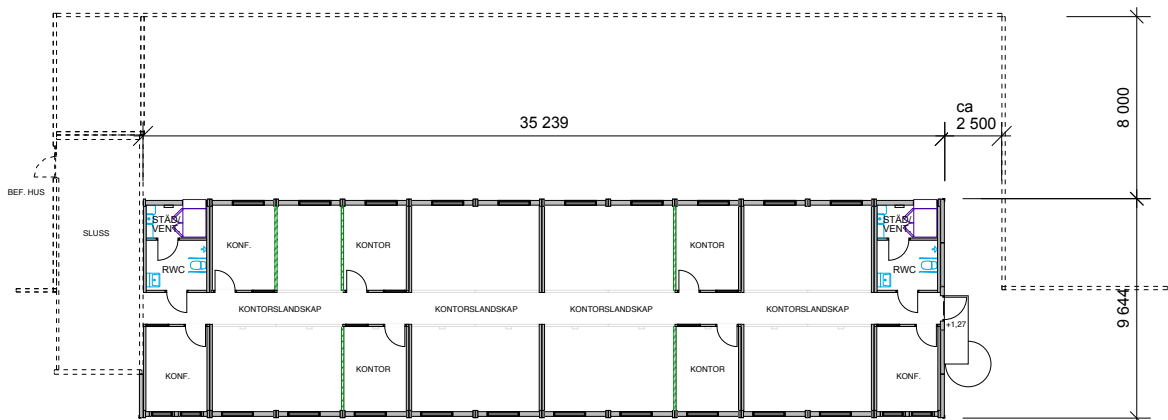 ca
8 000
35 239
2 500
BEF. HUS
SLUSS
STÄD/
VENT
KONF.
KONTOR
KONTOR
STÄD/
VENT
RWC
RWC
KONTORSLANDSKAP
KONTORSLANDSKAP
KONTORSLANDSKAP
KONTORSLANDSKAP
9 644
+1,27
KONF.
KONTOR
KONTOR
KONF.